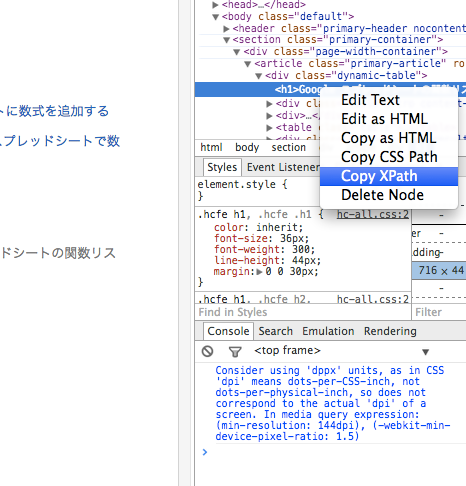 <head>…</head>
<body class="default">
<header class="primary-header nocontent
<section class="primary-container">
<div class="page-width-container">
<article class="primary-article" ro
<div class="dynamic-table">
<h1>Google
<div c
<div>…
<table c
<div cl
トに数式を追加する
スプレッドシートで数
ドシートの関数リス
Edit Text
Edit as HTML
Copy as HTML
Copy CSS Path
Copy XPath
Delete Node
html body section
Styles Event Listener
element.style {
}
.hcfe h1, .hcfe .h1 { hc-all.css:2
color: inherit;
font-size: 36px;
font-weight: 300;
line-height: 44px;
margin: 0 0 30px;
}
.hcfe .h1, .hcfe h2, hc-all.css:2
Find in Styles
-
er -
dding -
716 × 44
-
-
Filter
Console Search Emulation Rendering
<top frame>
Consider using 'dppx' units, as in CSS
'dpi' means dots-per-CSS-inch, not
dots-per-physical-inch, so does not
correspond to the actual 'dpi' of a
screen. In media query expression:
(min-resolution: 144dpi), (-webkit-min-
device-pixel-ratio: 1.5)
>